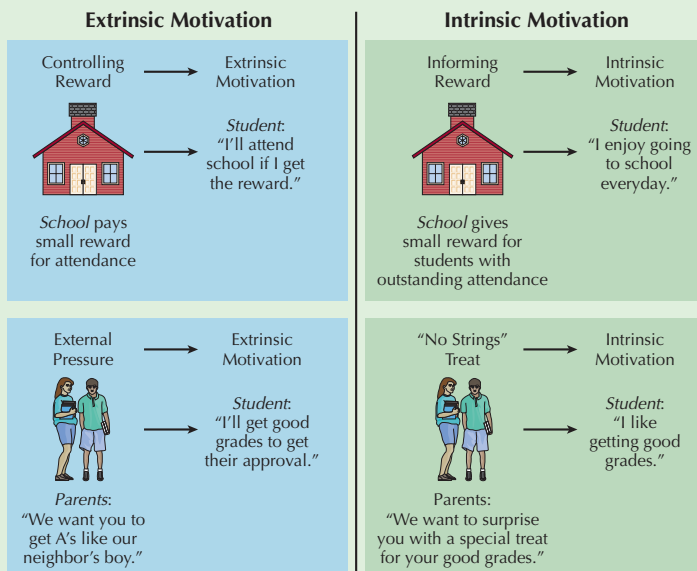 Extrinsic Motivation
Controlling
Reward
Extrinsic
Motivation
Student:
“I’ll attend
school if I get
the reward.”
School pays
small reward
for attendance
External
Pressure
Extrinsic
Motivation
Student:
“I’ll get good
grades to get
their approval.”
Parents:
“We want you to
get A’s like our
neighbor’s boy.”
Intrinsic Motivation
Informing
Reward
Intrinsic
Motivation
Student:
“I enjoy going
to school
everyday.”
School gives
small reward for
students with
outstanding attendance
“No Strings”
Treat
Intrinsic
Motivation
Student:
“I like
getting good
grades.”
Parents:
“We want to surprise
you with a special treat
for your good grades.”